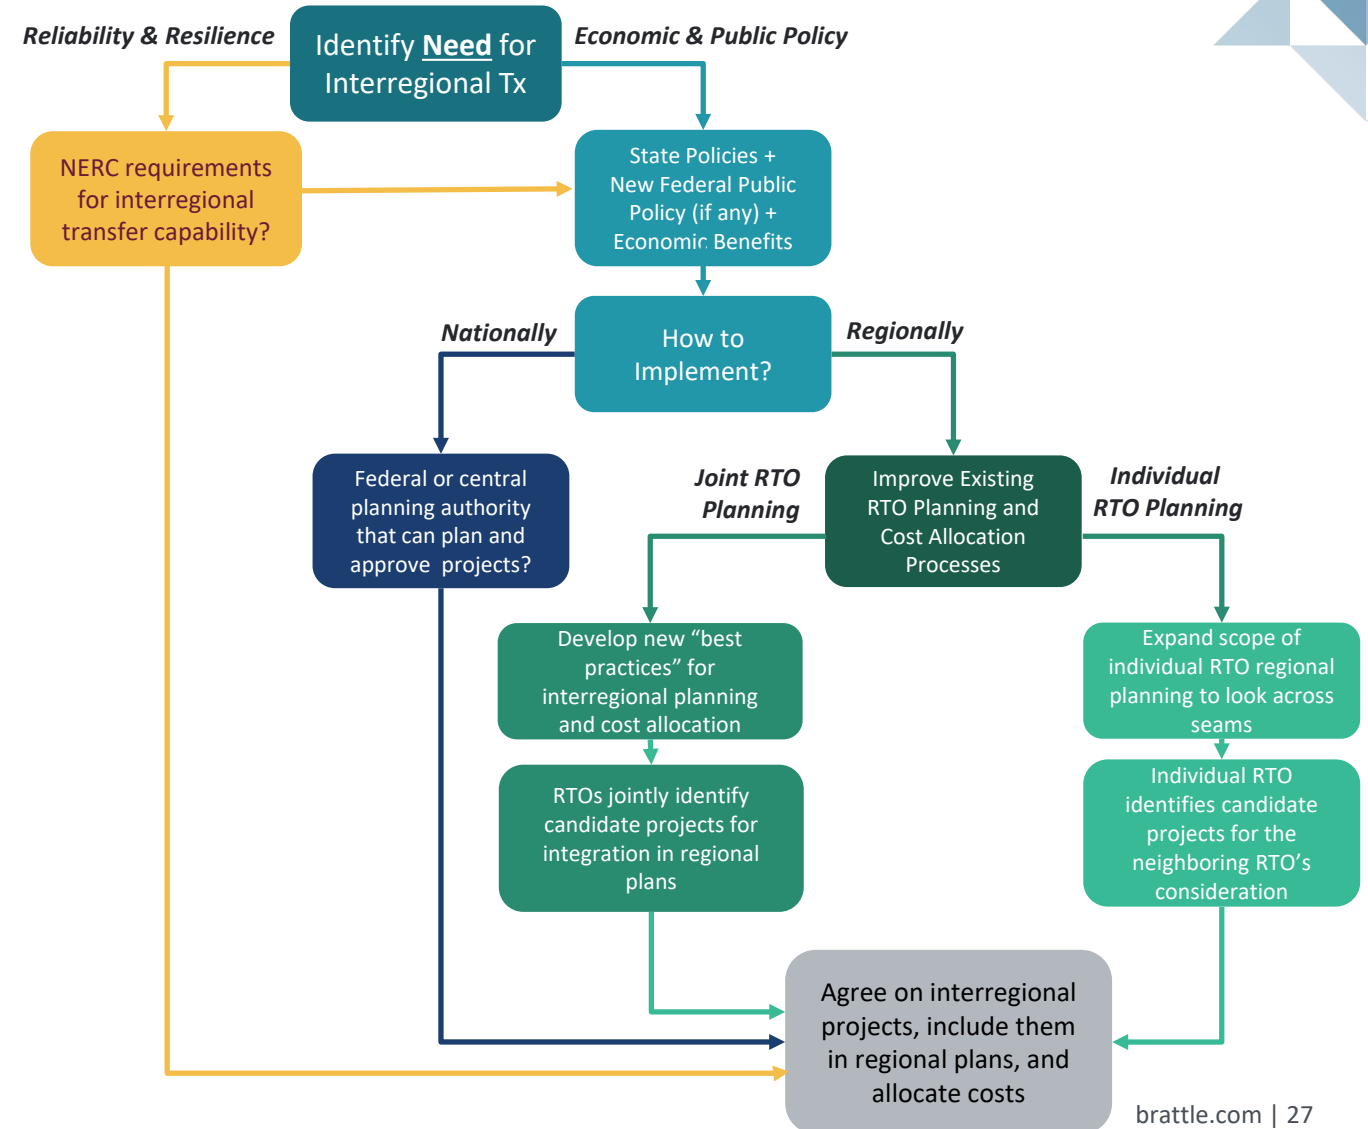 Reliability & Resilience
Identify Need for
Interregional Tx
Economic & Public Policy
NERC requirements
for interregional
transfer capability?
State Policies +
New Federal Public
Policy (if any) +
Economic Benefits
Nationally
How to
Implement?
Regionally
Federal or central
planning authority
that can plan and
approve projects?
Joint RTO
Planning
Improve Existing
RTO Planning and
Cost Allocation
Processes
Individual
RTO Planning
Develop new “best
practices” for
interregional planning
and cost allocation
Expand scope of
individual RTO regional
planning to look across
seams
RTOs jointly identify
candidate projects for
integration in regional
plans
Individual RTO
identifies candidate
projects for the
neighboring RTO’s
consideration
Agree on interregional
projects, include them
in regional plans, and
allocate costs
brattle.com | 27